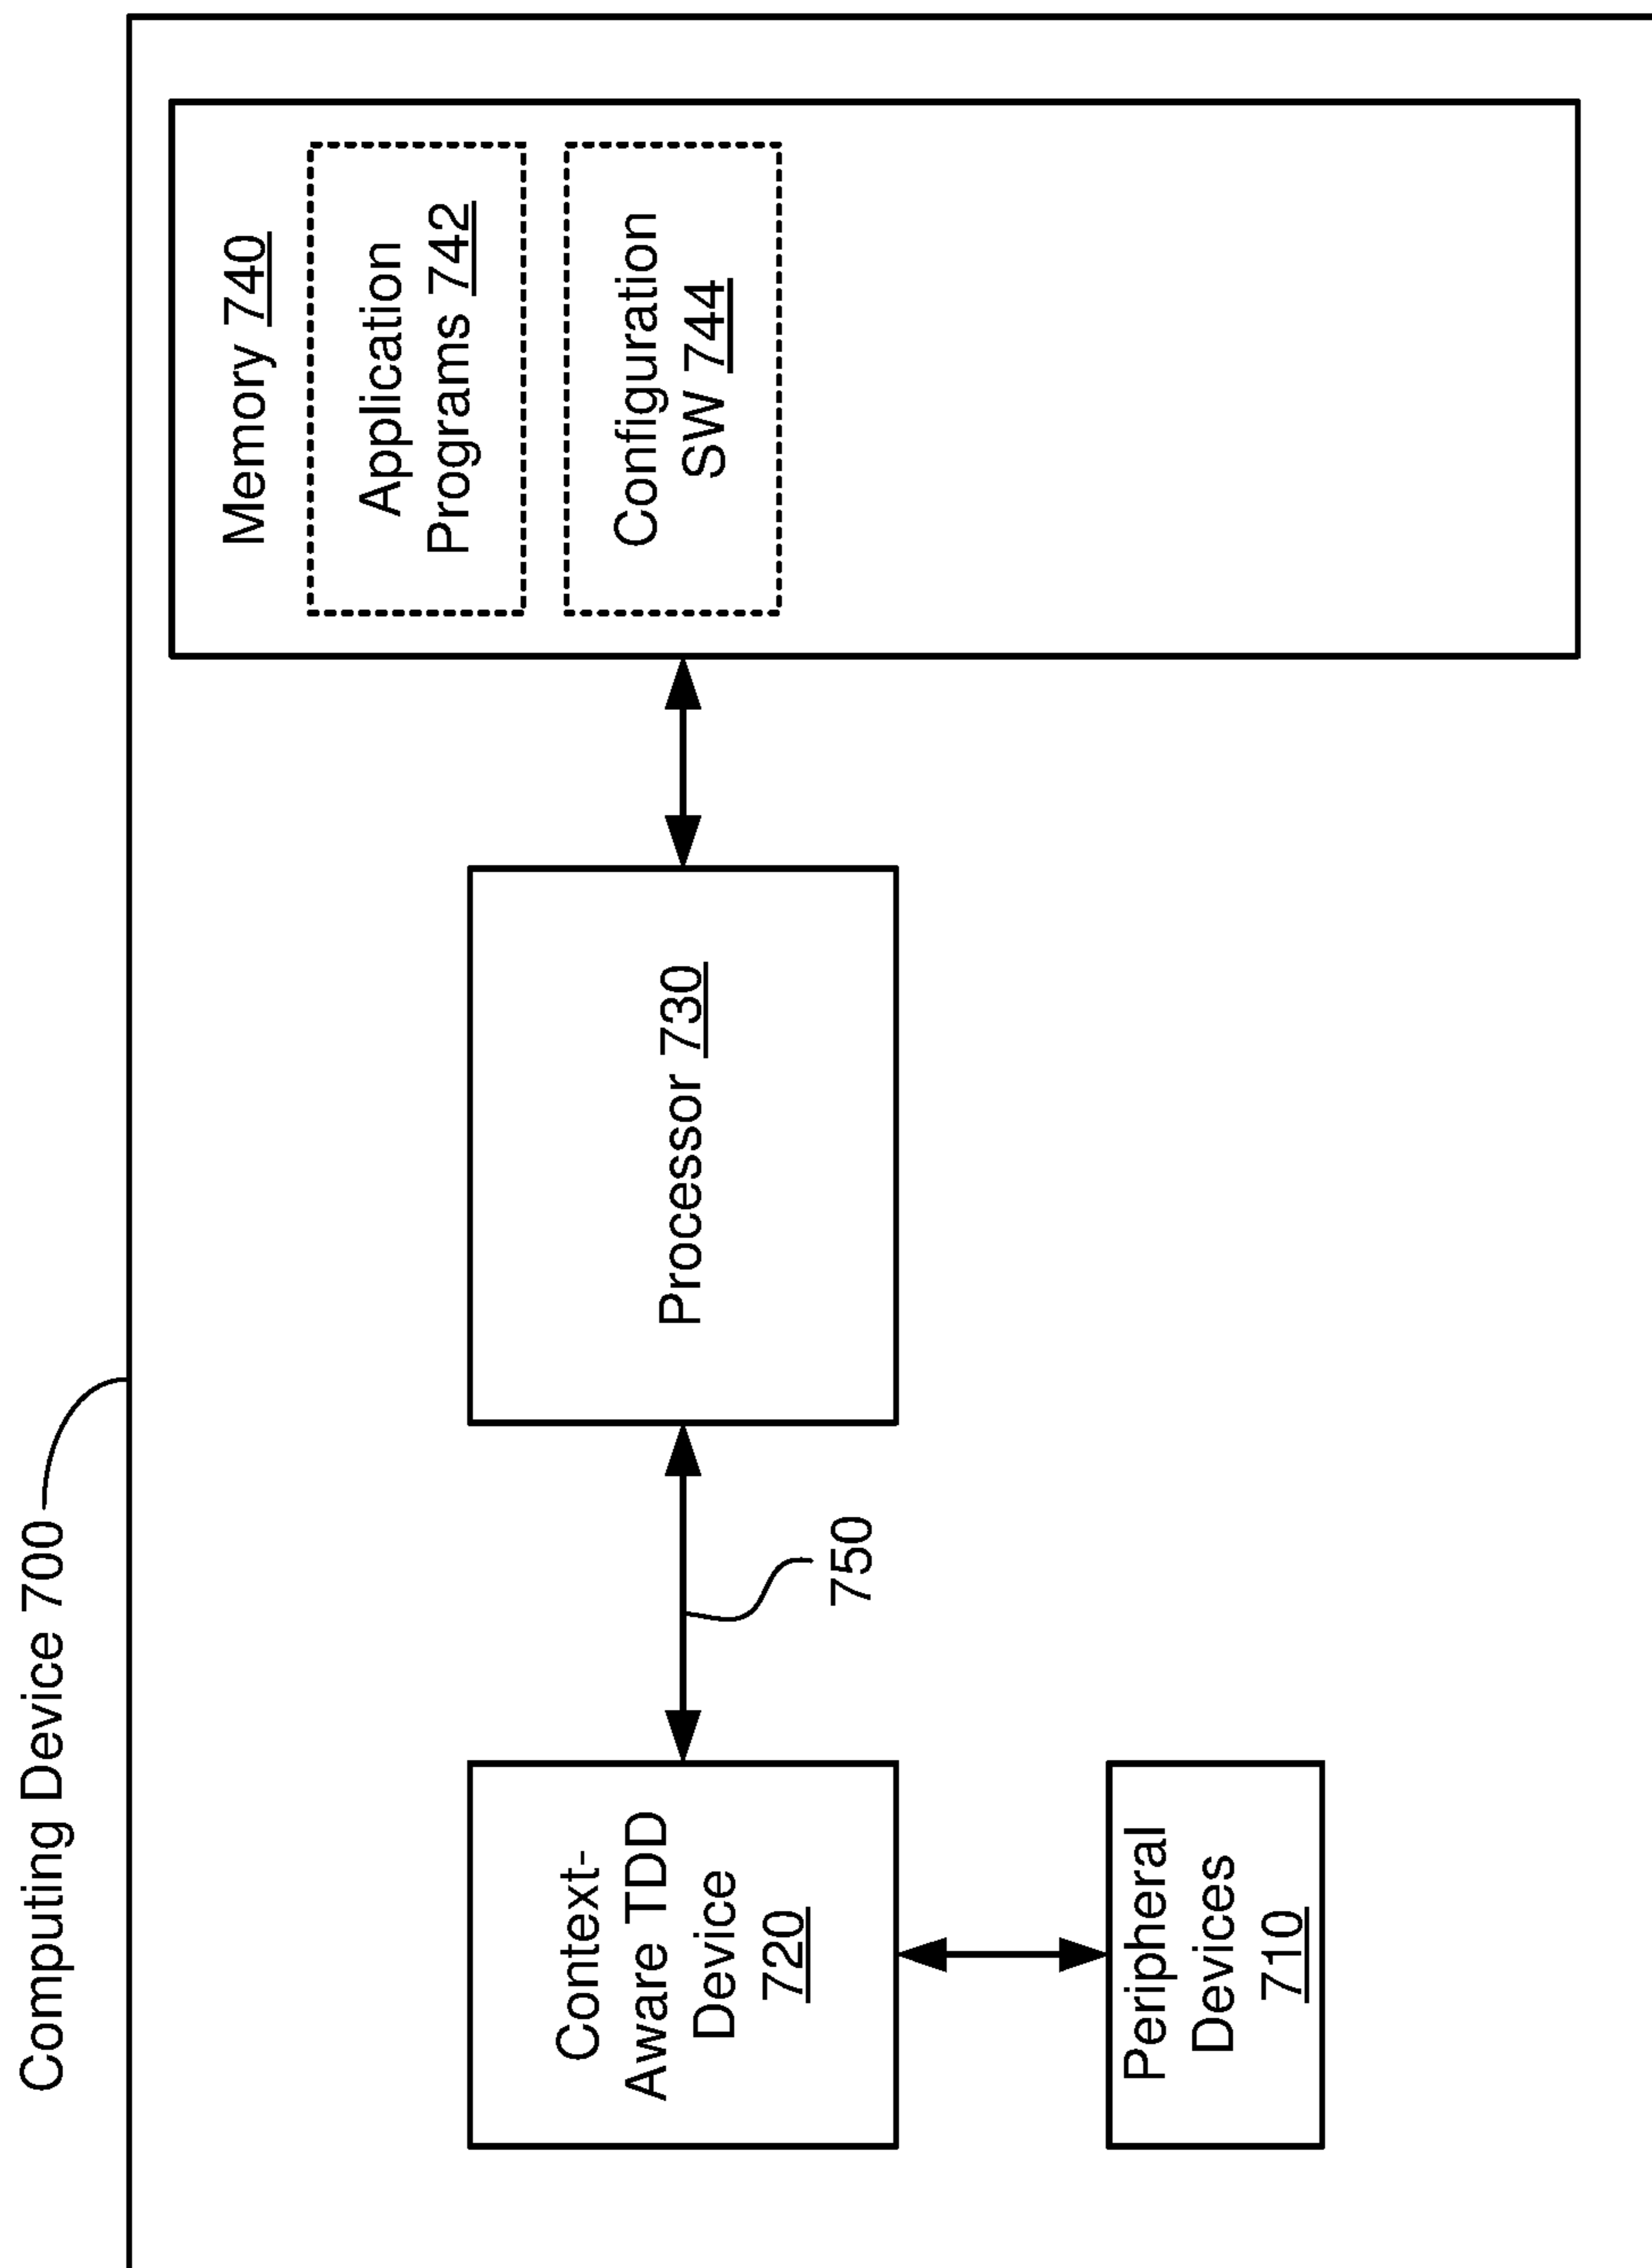 Computing Device 700
Context-
Aware TDD
Device
720
750
Processor 730
Memory 740
Application
Programs 742
Configuration
SW 744
Peripheral
Devices
710